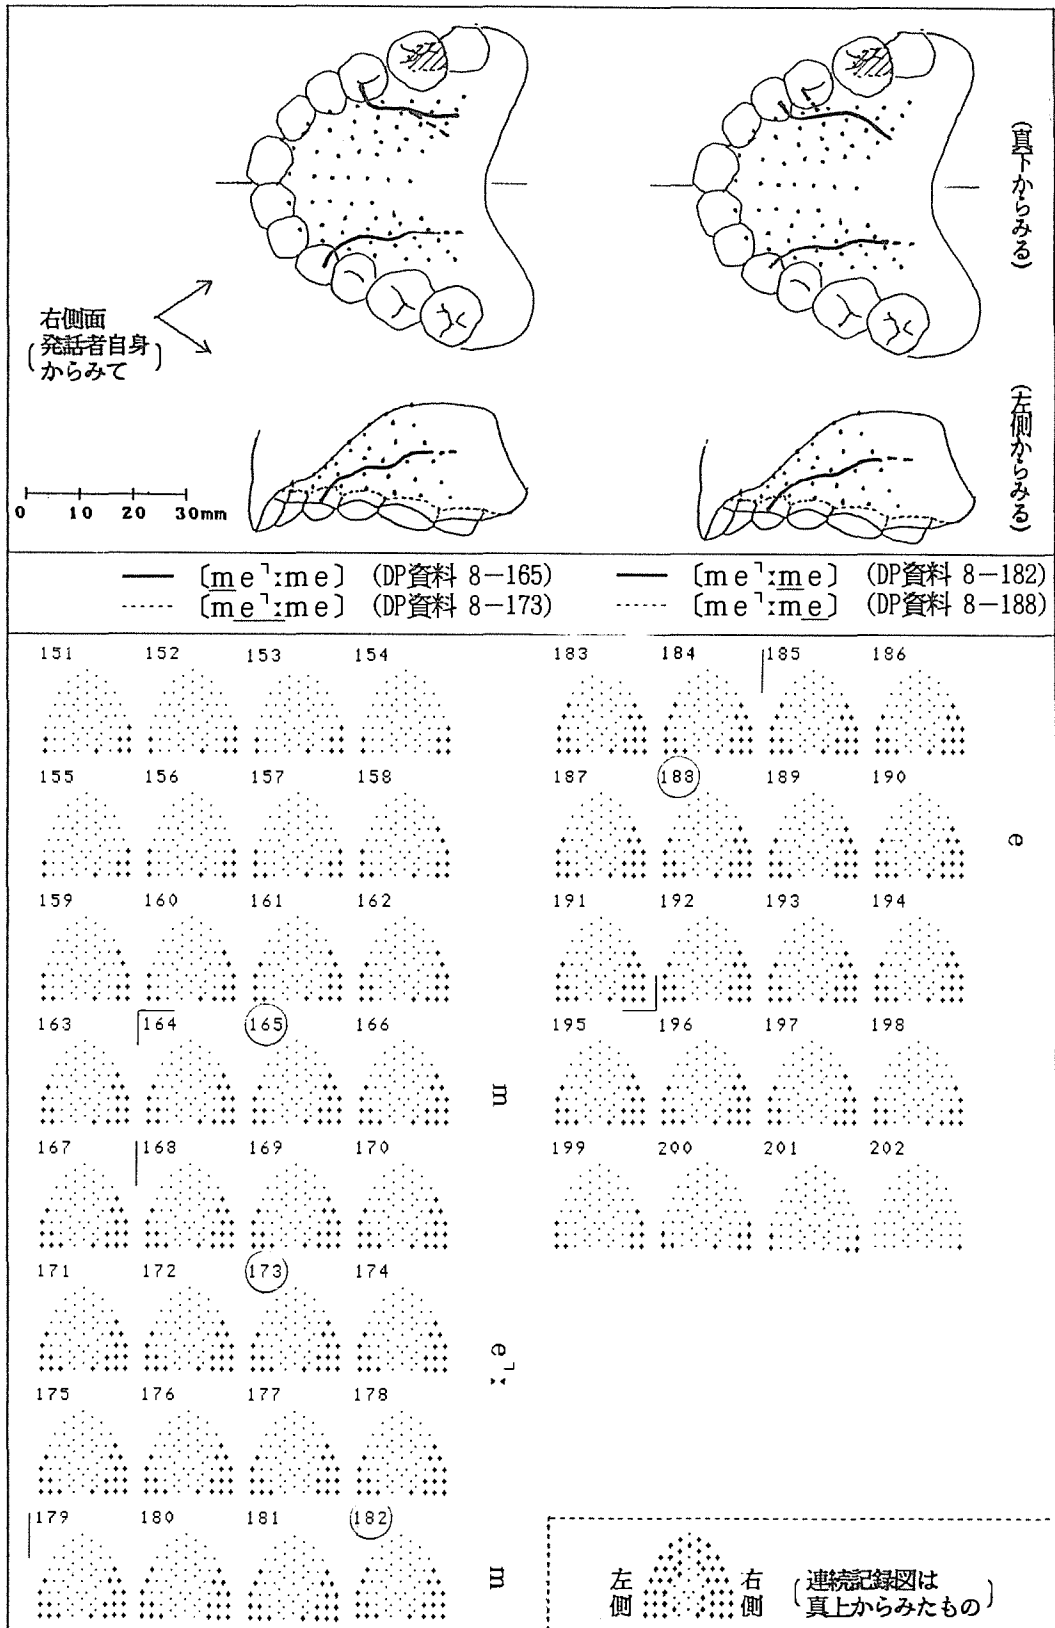 (真下からみる)
右側面
(発話者自身
からみて)
(左側からみる)
0 10 20 30mm
[me˥ːme] (DP資料 8-165)
[me˥ːme] (DP資料 8-173)
[me˥ːme] (DP資料 8-182)
[me˥ːme] (DP資料 8-188)
151 152 153 154
155 156 157 158
159 160 161 162
163 164 165 166
m
167 168 169 170
171 172 173 174
e˥ː
175 176 177 178
179 180 181 182
m
183 184 185 186
187 188 189 190
e
191 192 193 194
195 196 197 198
199 200 201 202
左側
右側
(連続記録図は
真上からみたもの)